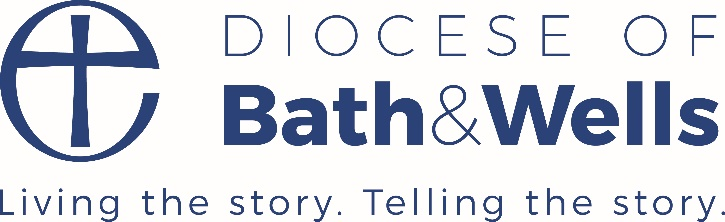 DIOCESE OF
Bath&Wells
Living the story. Telling the story.